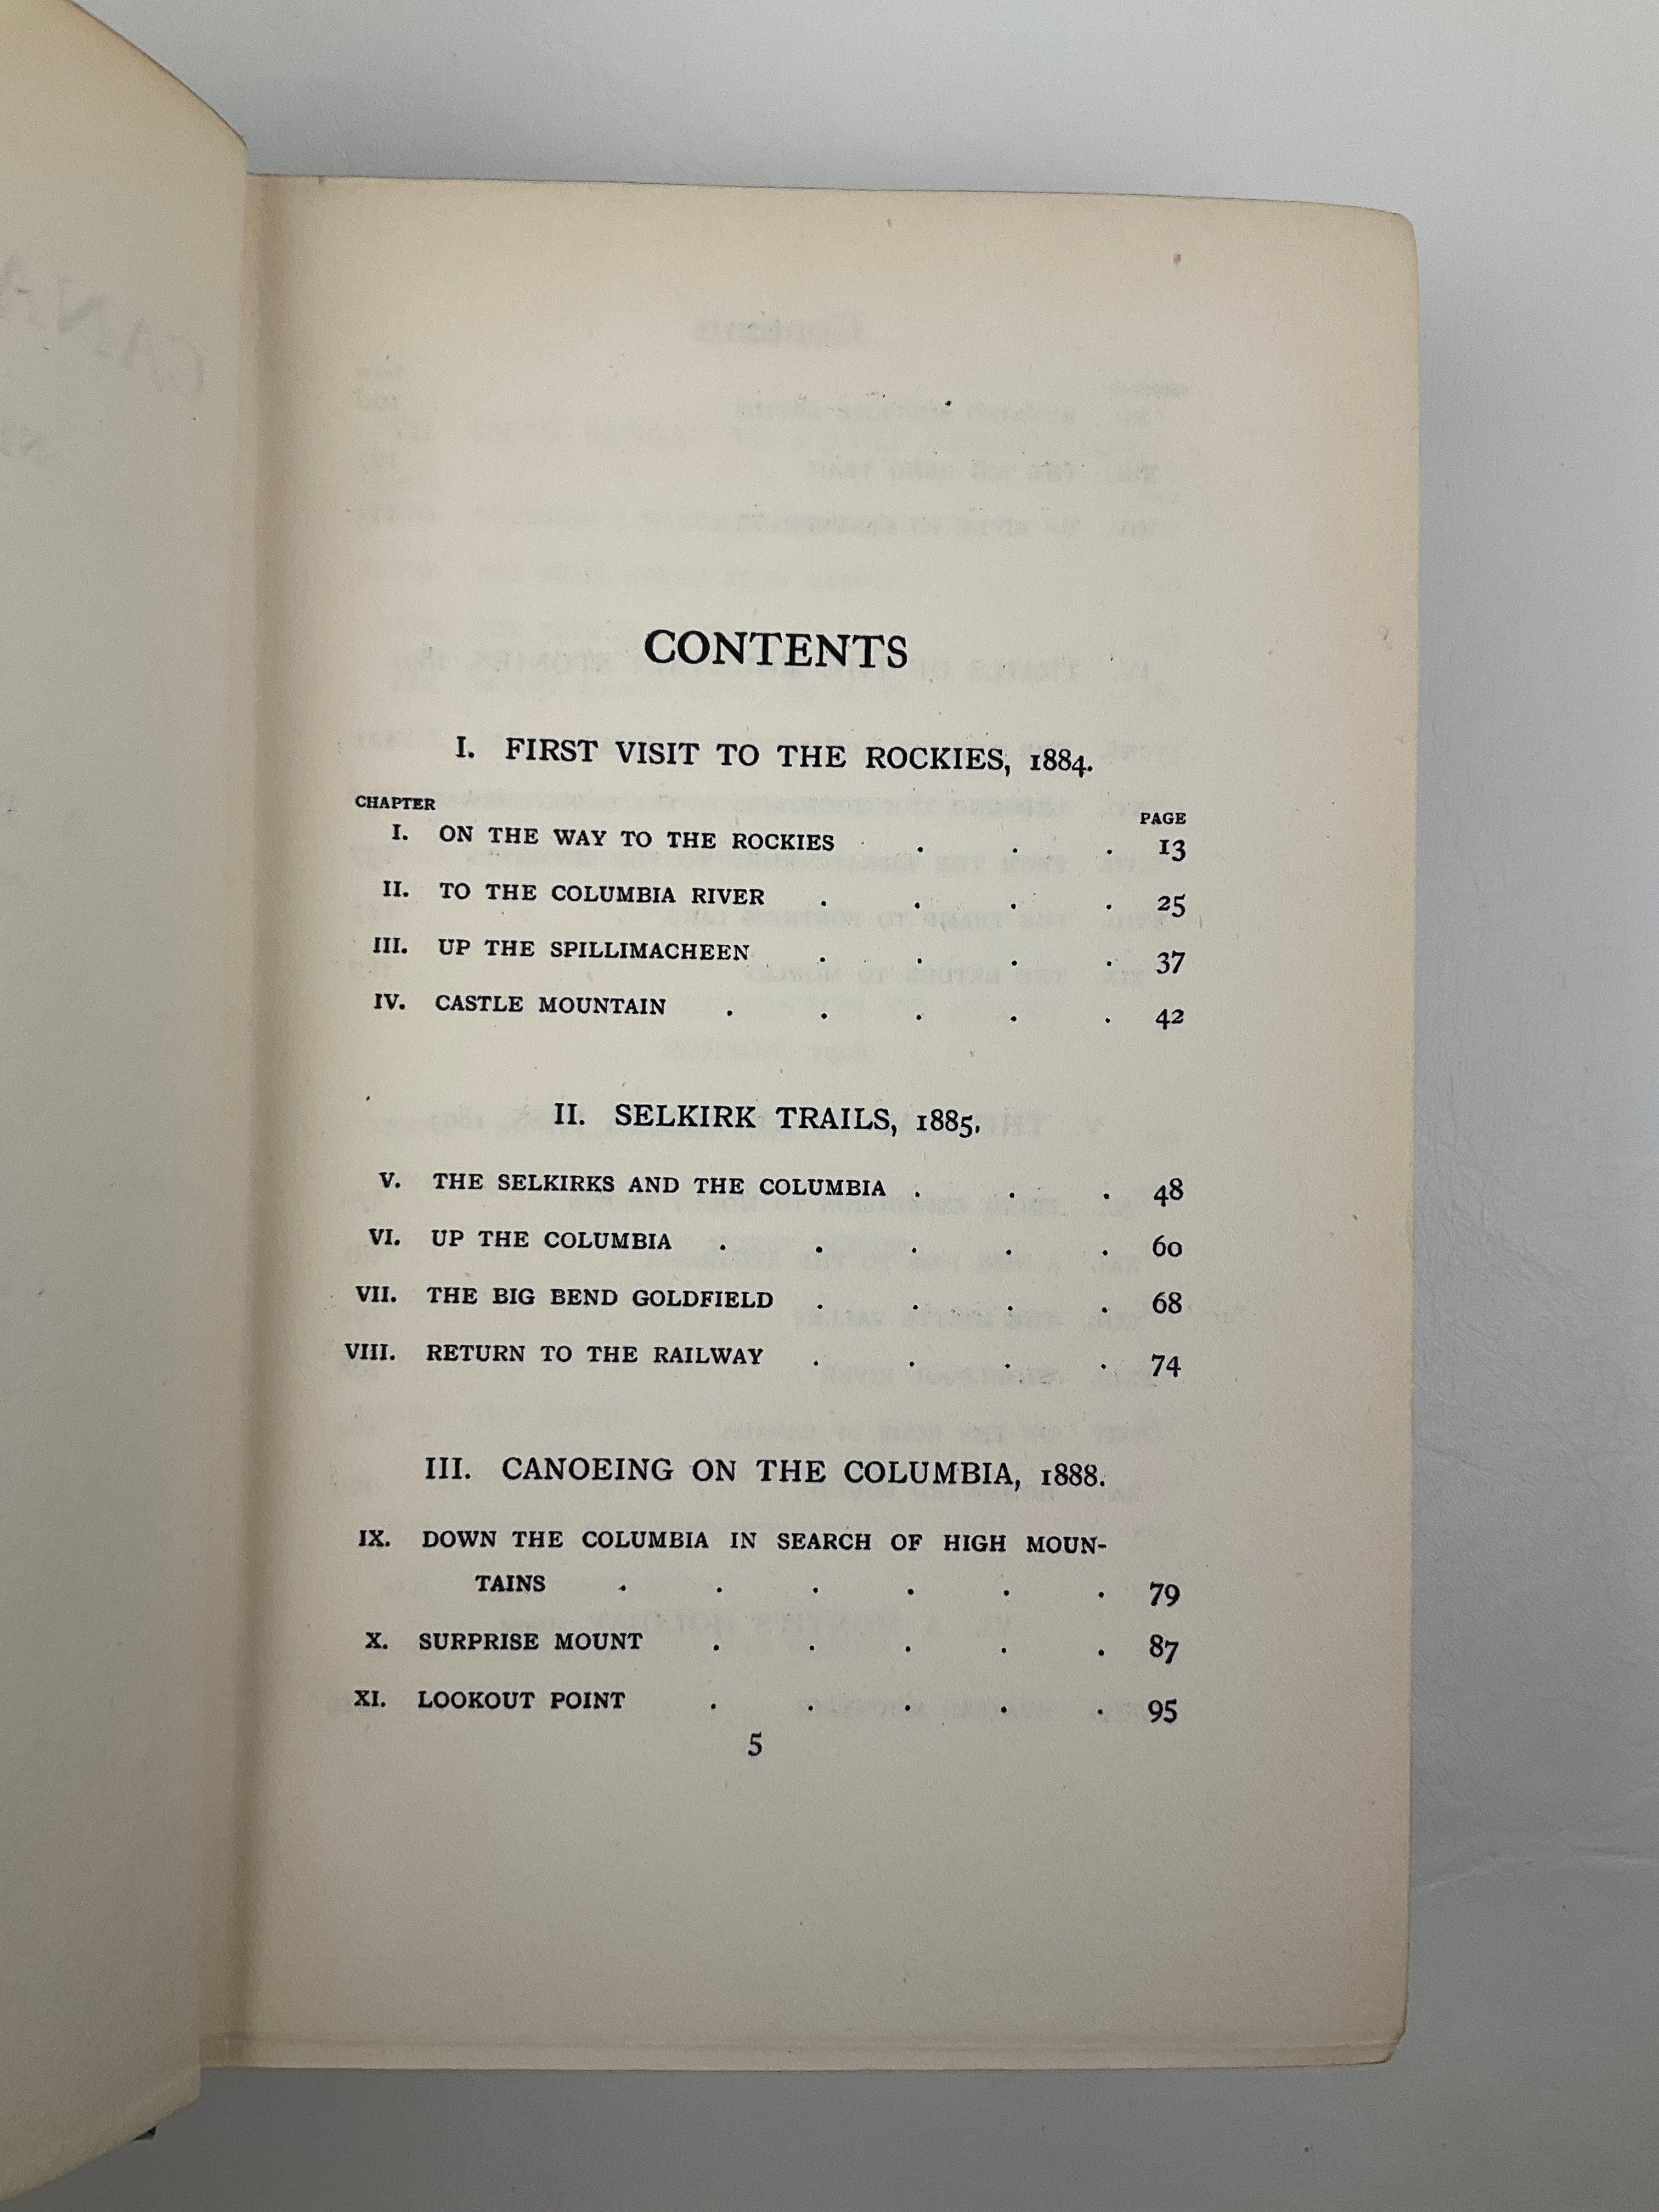 CONTENTS
I. FIRST VISIT TO THE ROCKIES, 1884.
CHAPTER PAGE
I. ON THE WAY TO THE ROCKIES . . . 13
II. TO THE COLUMBIA RIVER . . . . 25
III. UP THE SPILLIMACHEEN . . . . 37
IV. CASTLE MOUNTAIN . . . . . 42
II. SELKIRK TRAILS, 1885.
V. THE SELKIRKS AND THE COLUMBIA . . . 48
VI. UP THE COLUMBIA . . . . . 60
VII. THE BIG BEND GOLDFIELD . . . . 68
VIII. RETURN TO THE RAILWAY . . . . 74
III. CANOEING ON THE COLUMBIA, 1888.
IX. DOWN THE COLUMBIA IN SEARCH OF HIGH MOUN-
TAINS . . . . . . 79
X. SURPRISE MOUNT . . . . . 87
XI. LOOKOUT POINT . . . . . 95
5